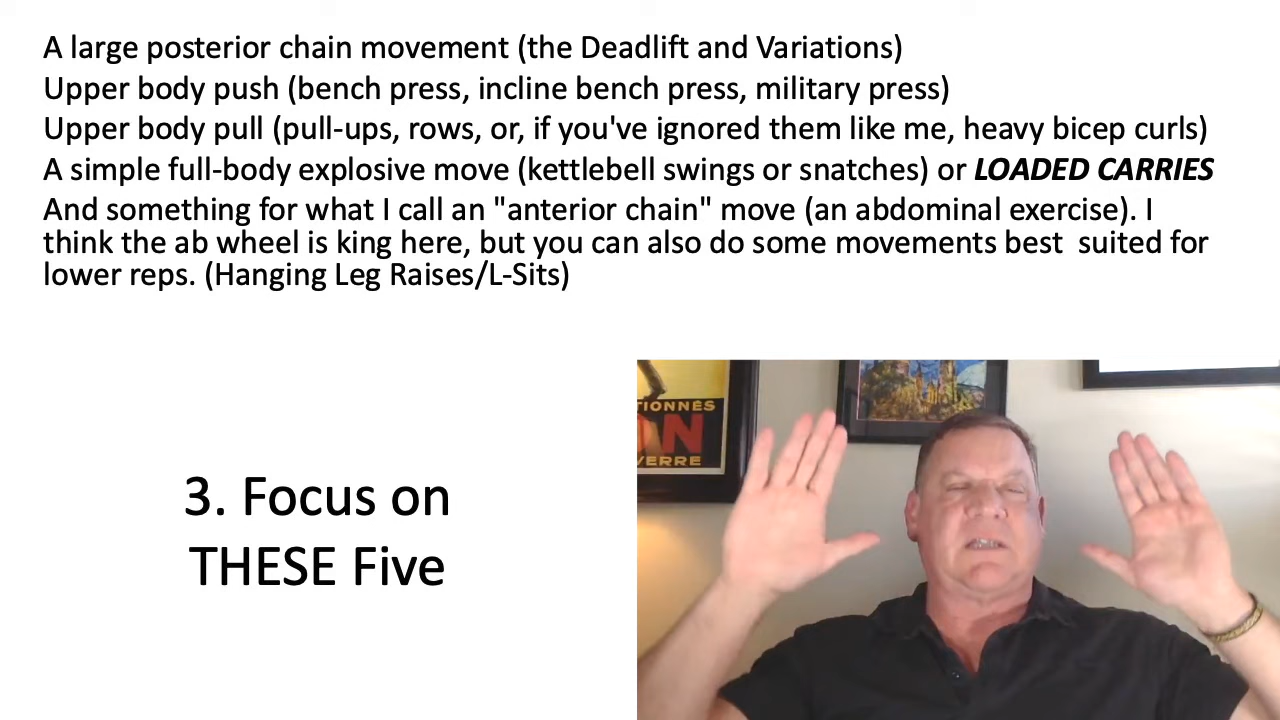 A large posterior chain movement (the Deadlift and Variations)
Upper body push (bench press, incline bench press, military press)
Upper body pull (pull-ups, rows, or, if you've ignored them like me, heavy bicep curls)
A simple full-body explosive move (kettlebell swings or snatches) or LOADED CARRIES
And something for what I call an "anterior chain" move (an abdominal exercise). I
think the ab wheel is king here, but you can also do some movements best  suited for
lower reps. (Hanging Leg Raises/L-Sits)
TIONNÉS
ON
VERRE
3. Focus on
THESE Five